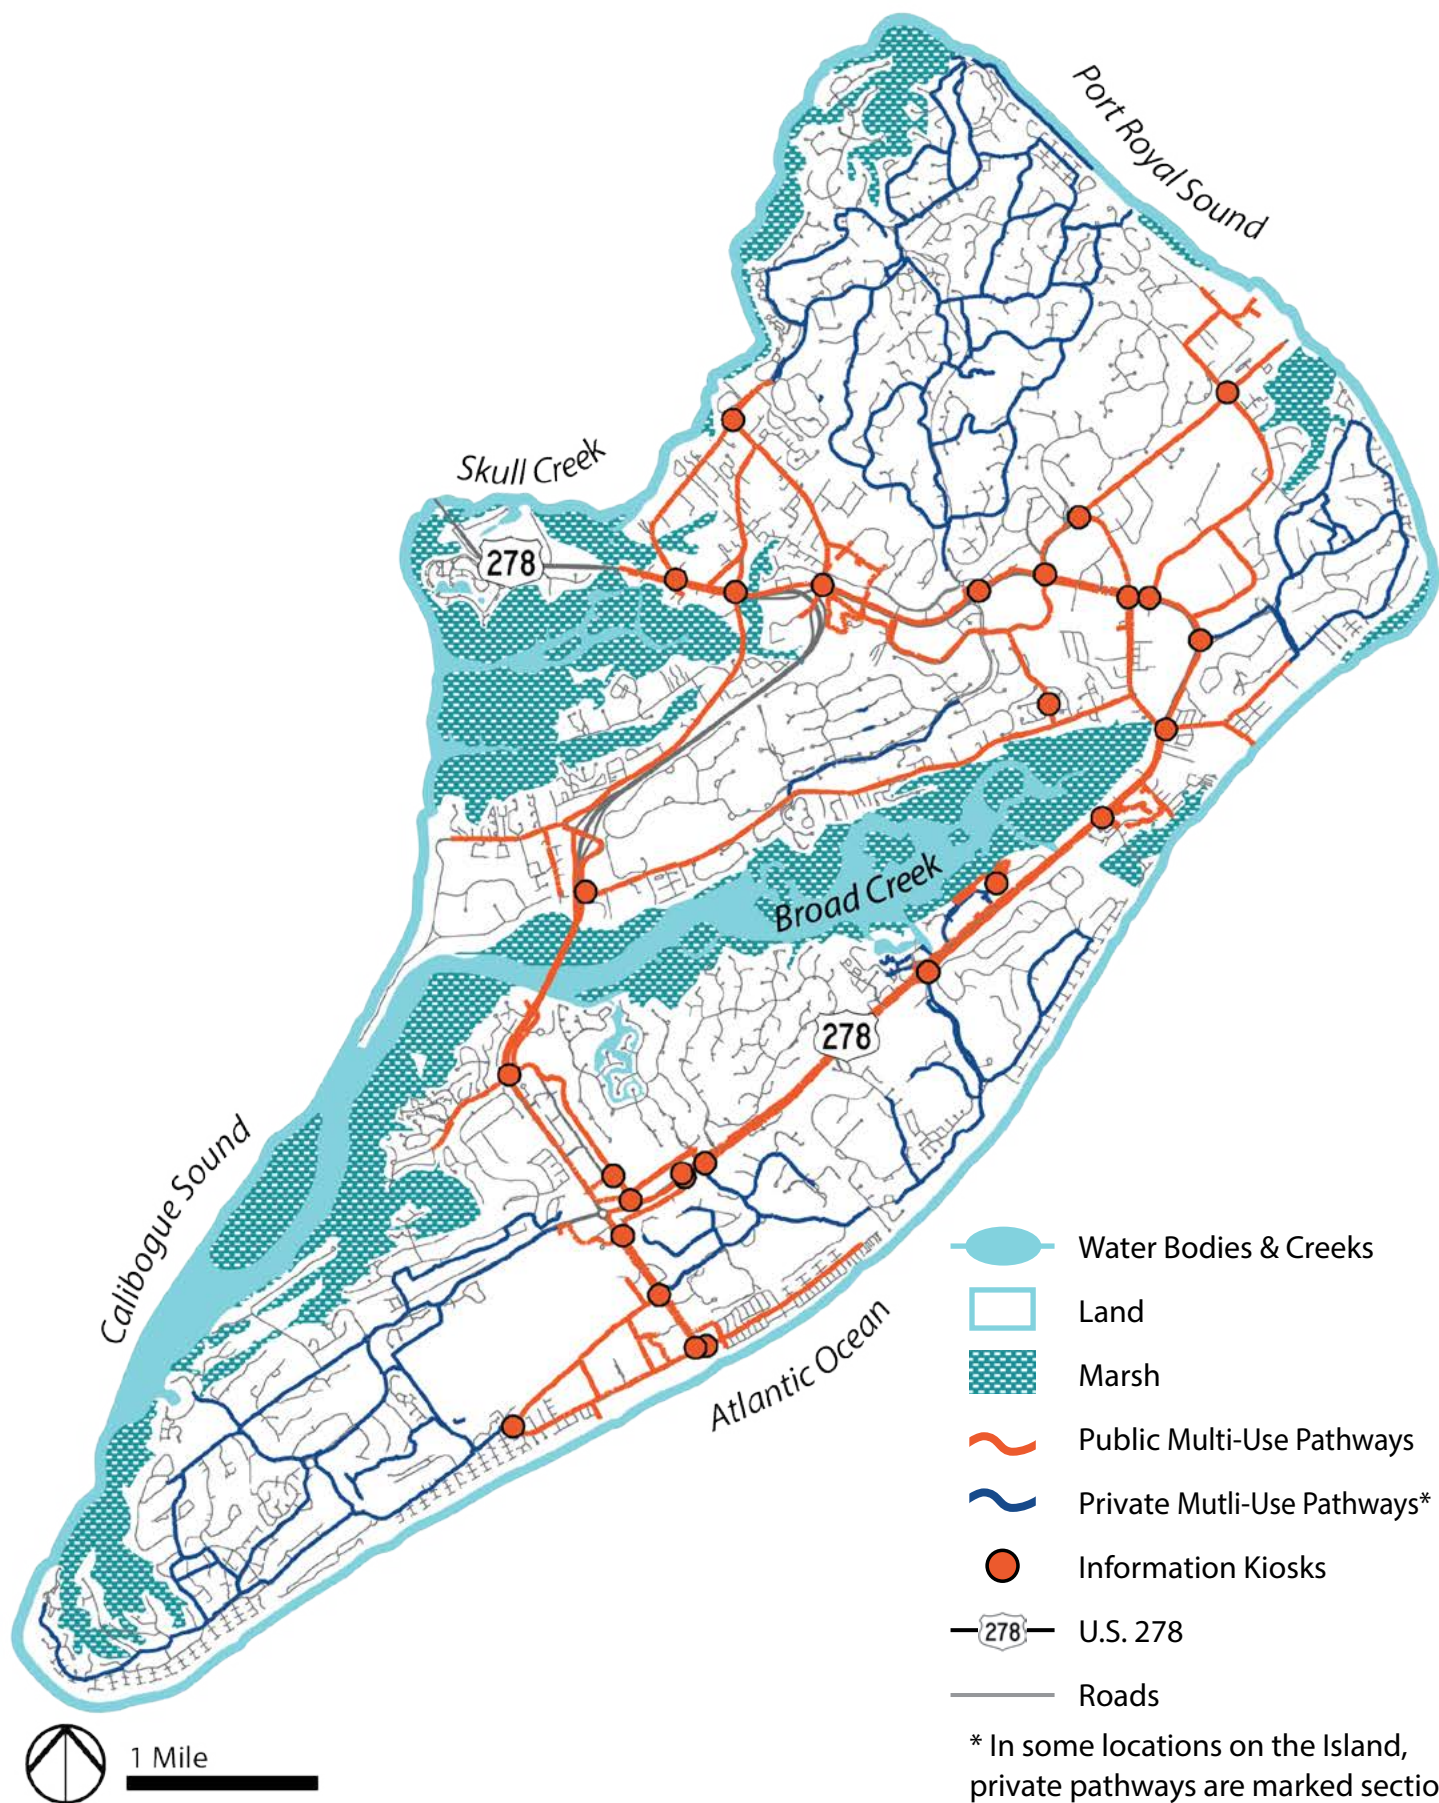 Port Royal Sound
Skull Creek
278
Broad Creek
278
Calibogue Sound
Atlantic Ocean
Water Bodies & Creeks
Land
Marsh
Public Multi-Use Pathways
Private Mutli-Use Pathways*
Information Kiosks
278 U.S. 278
Roads
* In some locations on the Island,
private pathways are marked sectio
1 Mile